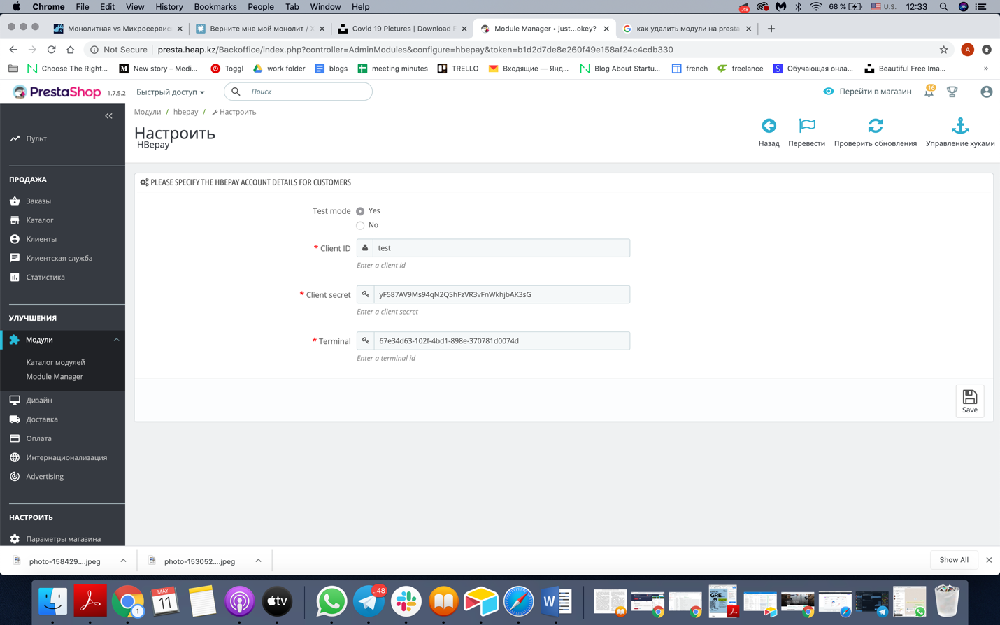 Chrome File Edit View History Bookmarks People Tab Window Help
48 68 % U.S. 12:33
Монолитная vs Микросервис
Верните мне мой монолит / Х
Covid 19 Pictures | Download F
Module Manager • just...okey?
как удалить модули на presta
Not Secure | presta.heap.kz/Backoffice/index.php?controller=AdminModules&configure=hbepay&token=b1d2d7de8e260f49e158af24c4cdb330
A
Choose The Right... New story – Medi... Toggl work folder blogs meeting minutes TRELLO Входящие — Янд... Blog About Startu... french freelance Обучающая онла... Beautiful Free Ima... »
PrestaShop 1.7.5.2 Быстрый доступ Поиск Перейти в магазин 16
Модули / hbepay / Настроить
Настроить
HBepay
Назад Перевести Проверить обновления Управление хуками
Пульт
ПРОДАЖА
Заказы
Каталог
Клиенты
Клиентская служба
Статистика
УЛУЧШЕНИЯ
Модули
Каталог модулей
Module Manager
Дизайн
Доставка
Оплата
Интернационализация
Advertising
НАСТРОИТЬ
Параметры магазина
PLEASE SPECIFY THE HBEPAY ACCOUNT DETAILS FOR CUSTOMERS
Test mode Yes
No
* Client ID test
Enter a client id
* Client secret yF587AV9Ms94qN2QShFzVR3vFnWkhjbAK3sG
Enter a client secret
* Terminal 67e34d63-102f-4bd1-898e-370781d0074d
Enter a terminal id
Save
photo-158429....jpeg
photo-153052....jpeg
Show All
1
MAY
11
tv
..48
W
GRE